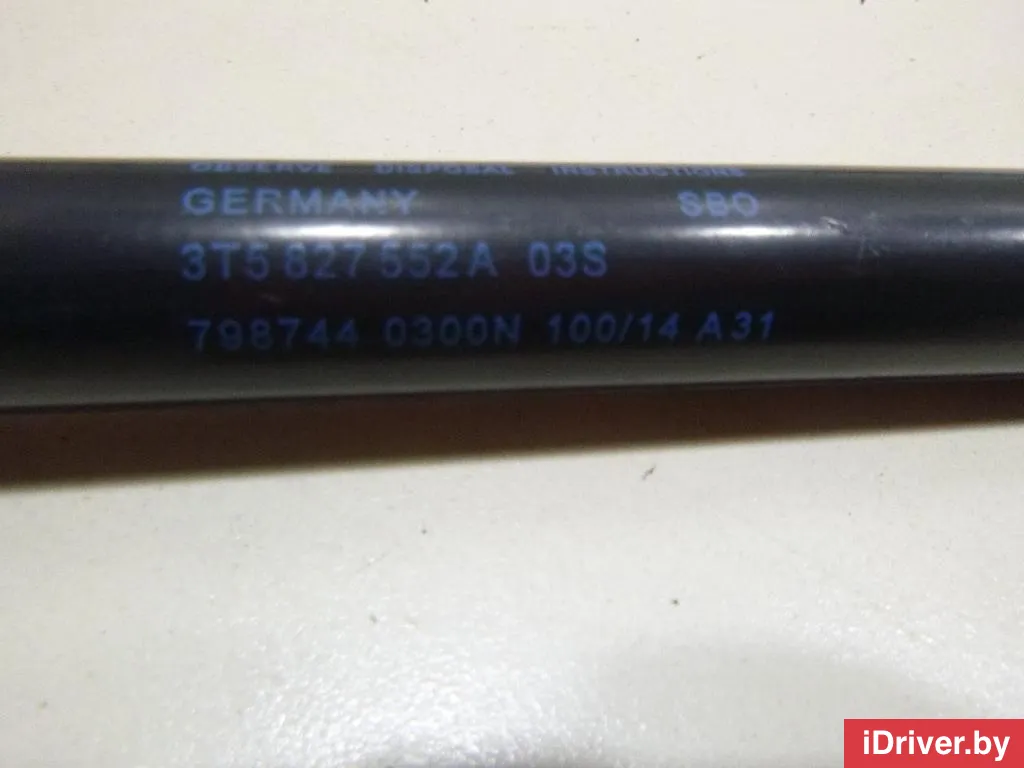 OBSERVE DISPOSAL INSTRUCTIONS
GERMANY SBO
3T5 827 552A 03S
798744 0300N 100/14 A31
iDriver.by